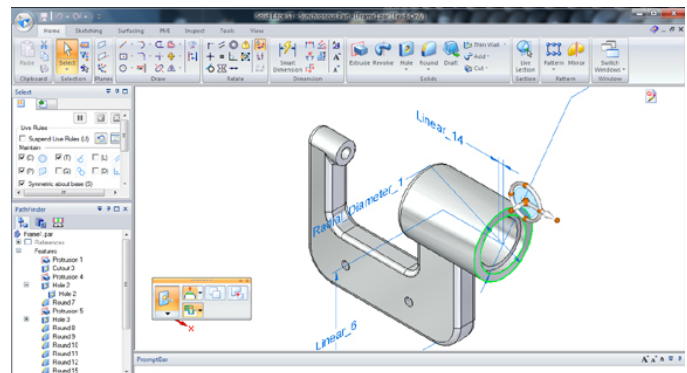 Home Sketching Surfacing PMI Inspect Tools View
Paste
Select
Smart Dimension
Extrude Revolve Hole Round Draft
Thin Wall
Add
Cut
Live Section
Pattern Mirror
Switch Windows
Clipboard Selection Planes Draw Relate Dimension Solids Section Pattern Window
Select
Live Rules
Suspend Live Rules (U)
Maintain
Symmetric about base (S)
PathFinder
Frame1.par
References
Features
Protrusion 1
Cutout 3
Protrusion 4
Hole 2
Hole 2
Round 7
Protrusion 5
Hole 3
Round 8
Round 9
Round 10
Round 11
Round 12
Round 15
Linear_14
Radial_Diameter_1
Linear_6
X
PromptBar